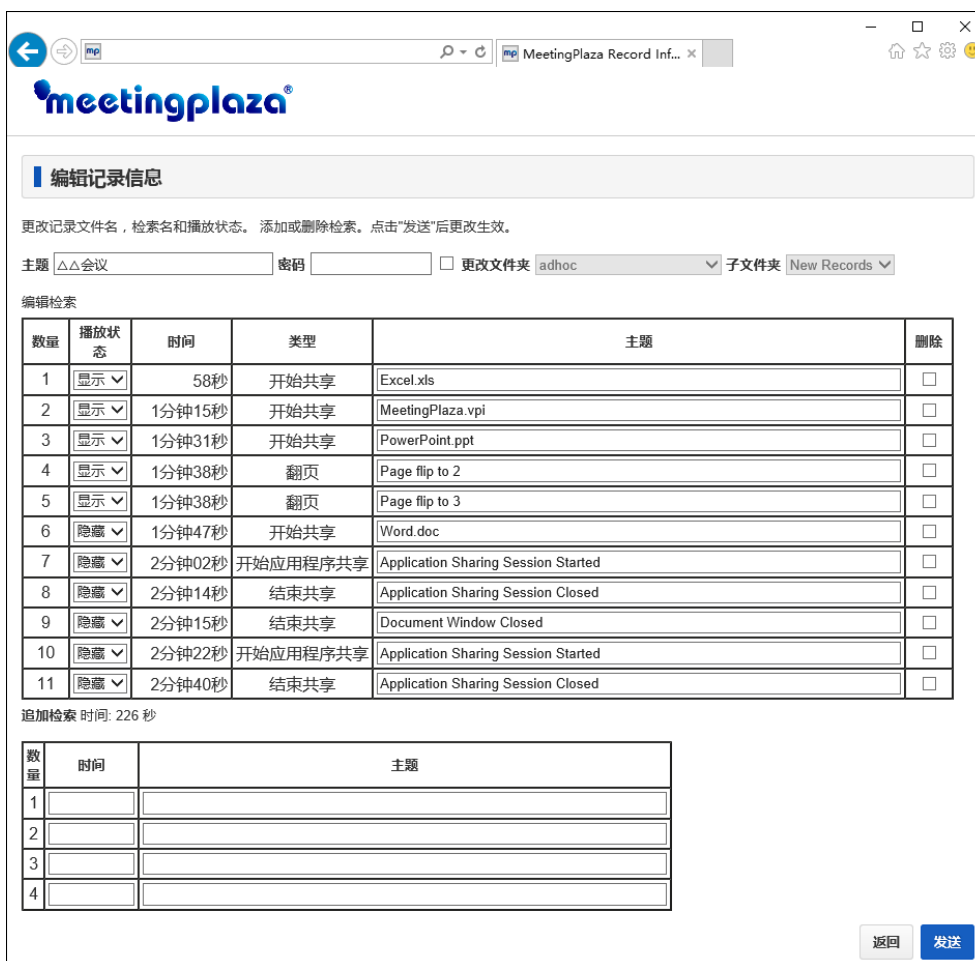 mp
mp MeetingPlaza Record Inf...
meetingplaza®
编辑记录信息
更改记录文件名，检索名和播放状态。 添加或删除检索。点击"发送"后更改生效。
主题 △△会议 密码 更改文件夹 adhoc 子文件夹 New Records
编辑检索
数量 播放状态 时间 类型 主题 删除
1 显示 58秒 开始共享 Excel.xls
2 显示 1分钟15秒 开始共享 MeetingPlaza.vpi
3 显示 1分钟31秒 开始共享 PowerPoint.ppt
4 显示 1分钟38秒 翻页 Page flip to 2
5 显示 1分钟38秒 翻页 Page flip to 3
6 隐藏 1分钟47秒 开始共享 Word.doc
7 隐藏 2分钟02秒 开始应用程序共享 Application Sharing Session Started
8 隐藏 2分钟14秒 结束共享 Application Sharing Session Closed
9 隐藏 2分钟15秒 结束共享 Document Window Closed
10 隐藏 2分钟22秒 开始应用程序共享 Application Sharing Session Started
11 隐藏 2分钟40秒 结束共享 Application Sharing Session Closed
追加检索 时间: 226 秒
数量 时间 主题
1
2
3
4
返回 发送